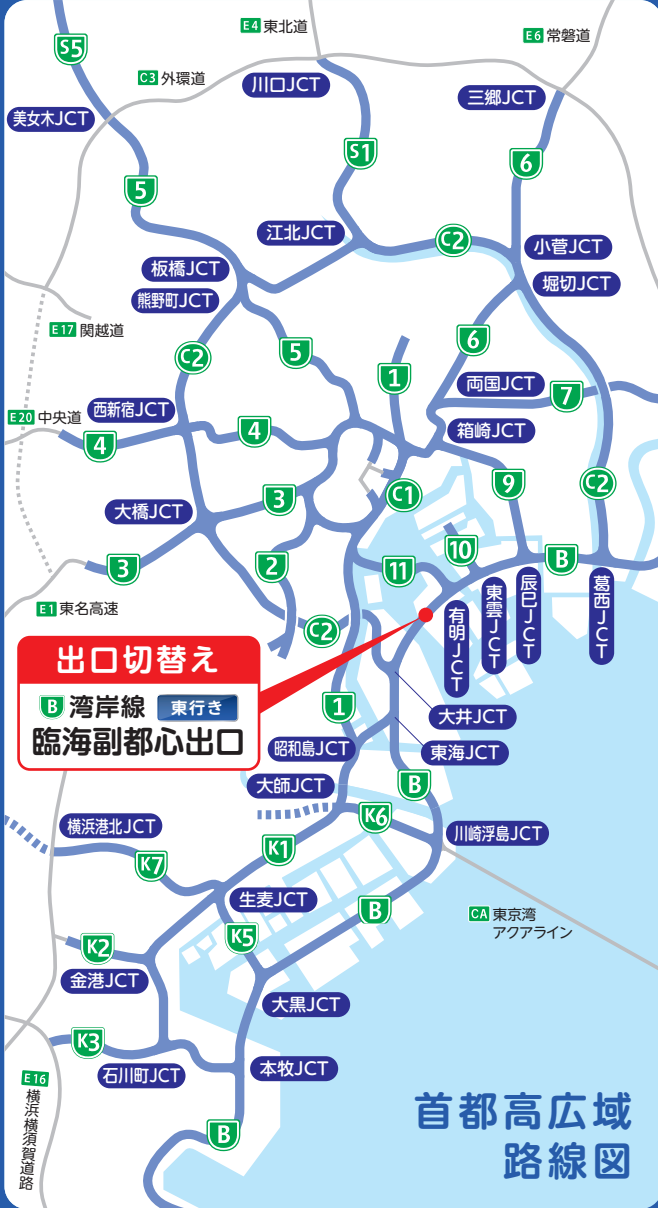 E4 東北道
E6 常磐道
S5
C3 外環道
川口JCT
三郷JCT
美女木JCT
S1
6
5
江北JCT
C2
小菅JCT
板橋JCT
堀切JCT
熊野町JCT
E17 関越道
C2
5
6
1
両国JCT
7
E20 中央道
西新宿JCT
4
4
箱崎JCT
9
C2
C1
3
大橋JCT
10
B
3
2
11
E1 東名高速
C2
有明JCT
東雲JCT
辰巳JCT
葛西JCT
出口切替え
B 湾岸線 東行き
臨海副都心出口
1
大井JCT
昭和島JCT
東海JCT
大師JCT
B
K6
横浜港北JCT
川崎浮島JCT
K1
K7
生麦JCT
B
CA 東京湾
アクアライン
K5
K2
金港JCT
大黒JCT
K3
石川町JCT
本牧JCT
E16
横浜横須賀道路
B
首都高広域
路線図